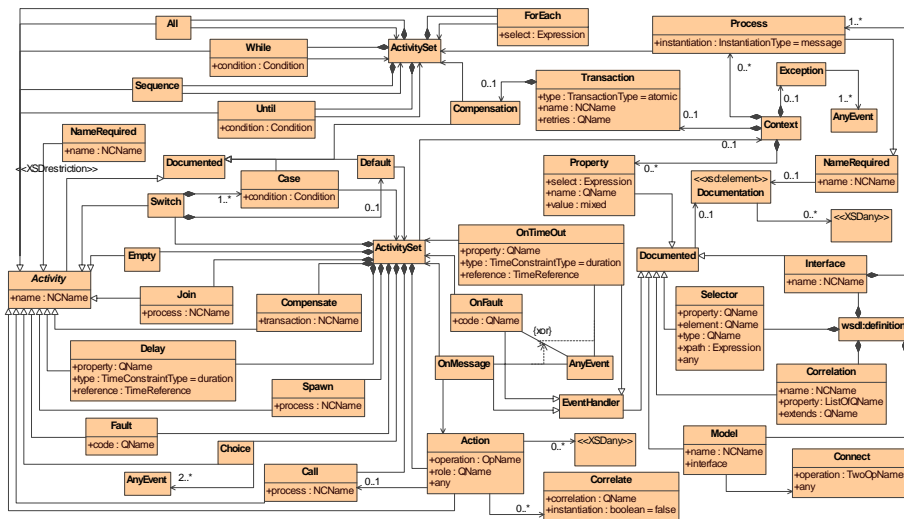 All
ForEach
+select : Expression
Process
+instantiation : InstantiationType = message
1..*
While
+condition : Condition
ActivitySet
0..*
Exception
Sequence
0..1
Transaction
+type : TransactionType = atomic
+name : NCName
+retries : QName
0..1
1..*
AnyEvent
Until
+condition : Condition
Compensation
0..1
Context
NameRequired
+name : NCName
0..1
<<XSDrestriction>>
Documented
Default
Property
+select : Expression
+name : QName
+value : mixed
0..*
NameRequired
+name : NCName
0..1
<<xsd:element>>
Documentation
Case
+condition : Condition
1..*
Switch
0..1
0..*
<<XSDany>>
0..1
Empty
ActivitySet
OnTimeOut
+property : QName
+type : TimeConstraintType = duration
+reference : TimeReference
Documented
Interface
+name : NCName
Activity
+name : NCName
Join
+process : NCName
Compensate
+transaction : NCName
OnFault
+code : QName
Selector
+property : QName
+element : QName
+type : QName
+xpath : Expression
+any
wsdl:definition
{xor}
Delay
+property : QName
+type : TimeConstraintType = duration
+reference : TimeReference
OnMessage
AnyEvent
Correlation
+name : NCName
+property : ListOfQName
+extends : QName
Spawn
+process : NCName
EventHandler
Fault
+code : QName
Choice
Action
+operation : OpName
+role : QName
+any
0..*
<<XSDany>>
Model
+name : NCName
+interface
Connect
+operation : TwoOpNames
+any
AnyEvent
2..*
Call
+process : NCName
0..1
0..*
Correlate
+correlation : QName
+instantiation : boolean = false